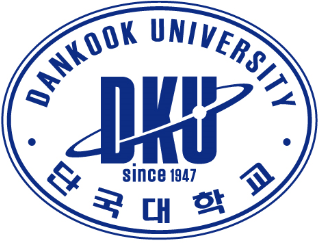 DANKOOK UNIVERSITY
DKU
since 1947
단국대학교